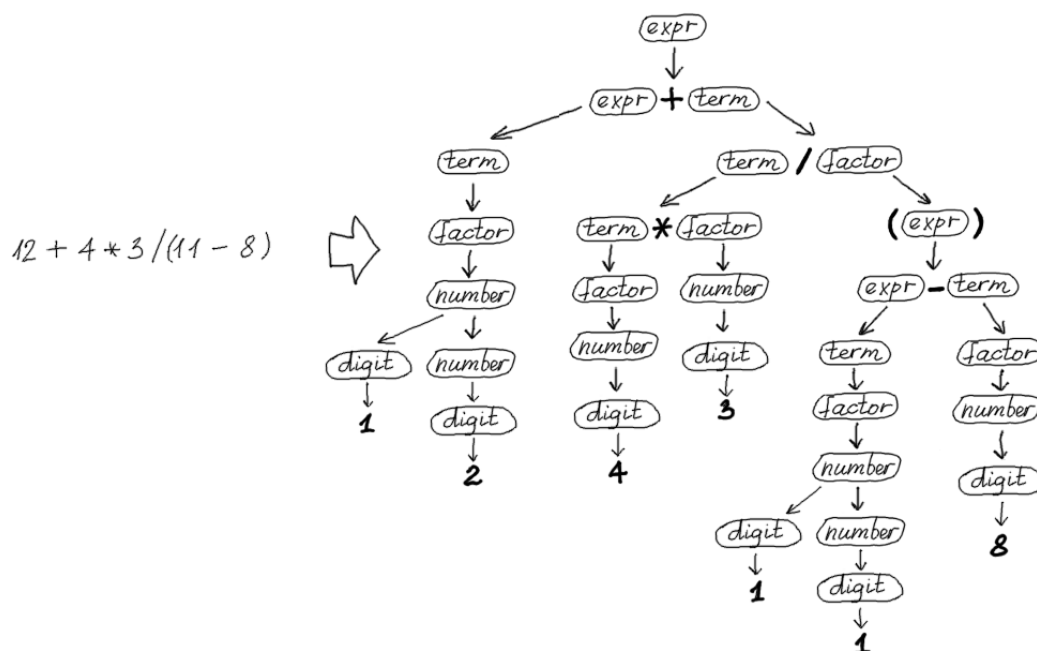 expr
expr + term
term term / factor
12 + 4 * 3 / (11 - 8) factor term * factor (expr)
number factor number expr - term
digit number number digit term factor
1 digit digit 3 factor number
2 4 number digit
digit number 8
1 digit
1